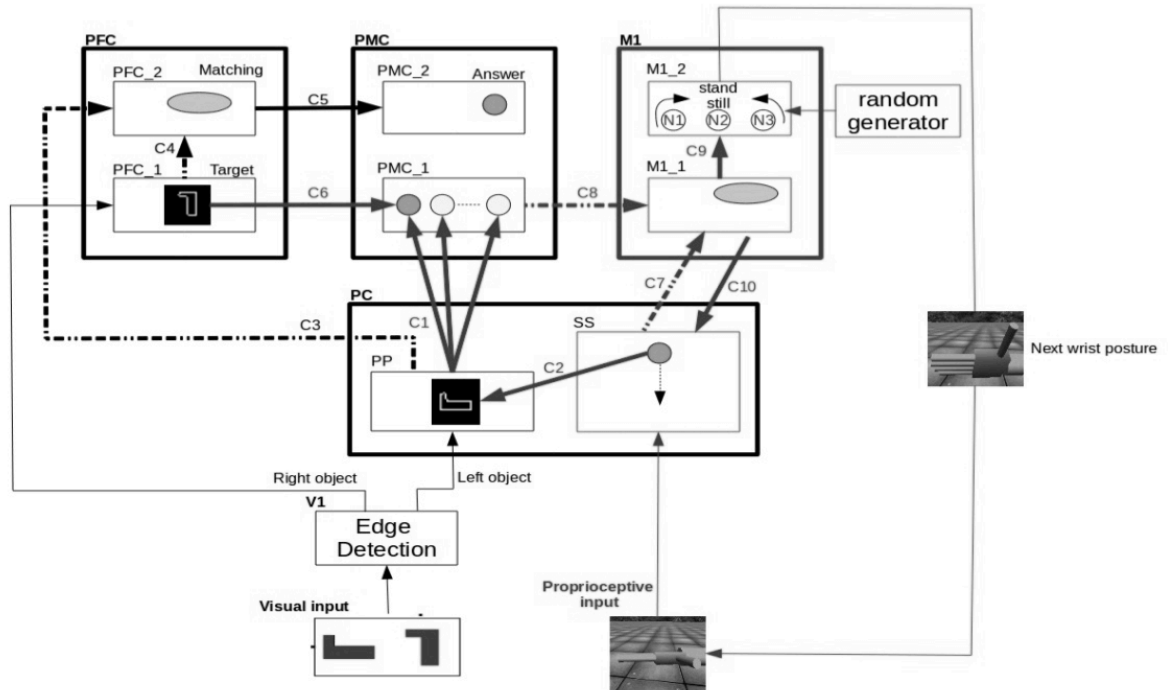 PFC
PFC_2
Matching
C4
PFC_1
Target
PMC
PMC_2
Answer
C5
PMC_1
C6
M1
M1_2
stand
still
N1
N2
N3
C9
M1_1
C8
random
generator
C7
C10
PC
C3
C1
SS
PP
C2
Next wrist posture
Right object
Left object
V1
Edge
Detection
Visual input
Proprioceptive
input